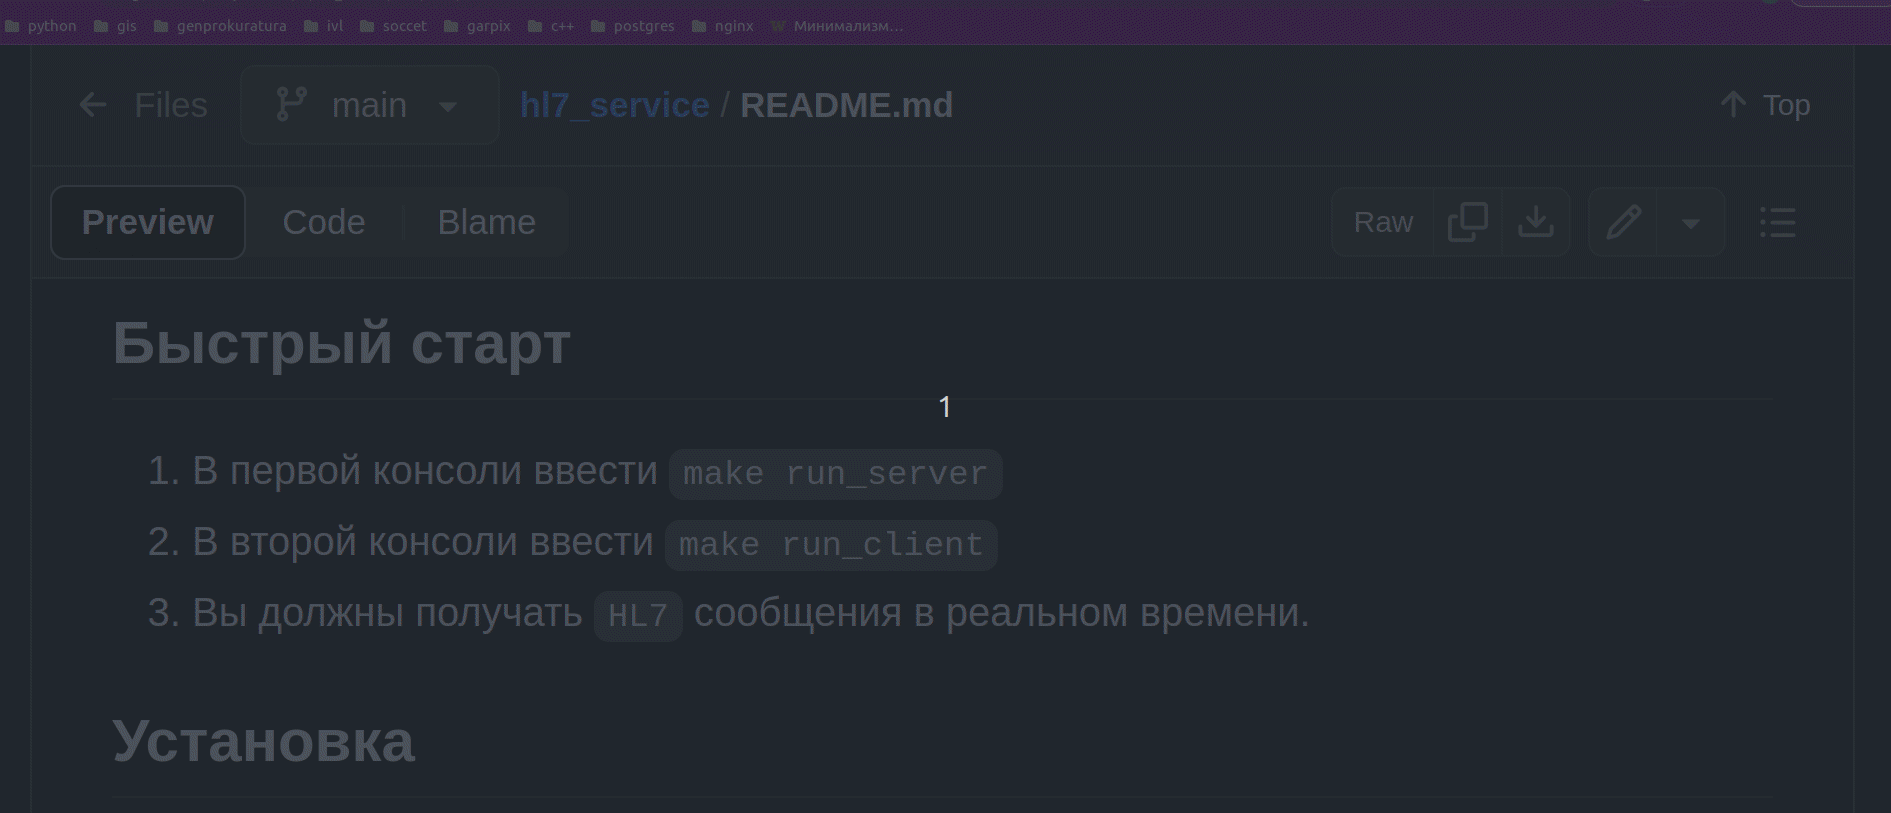 python gis genprokuratura ivl soccet garpix c++ postgres nginx Минимализм...
Files main hl7_service / README.md Top
Preview Code Blame Raw
Быстрый старт
1
1. В первой консоли ввести make run_server
2. В второй консоли ввести make run_client
3. Вы должны получать HL7 сообщения в реальном времени.
Установка